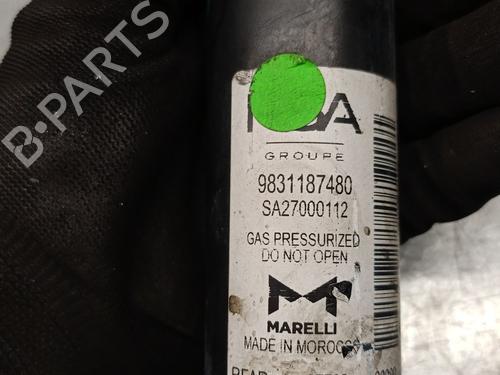 B-PARTS
GROUPE
9831187480
SA27000112
GAS PRESSURIZED
DO NOT OPEN
MARELLI
MADE IN MOROCCO